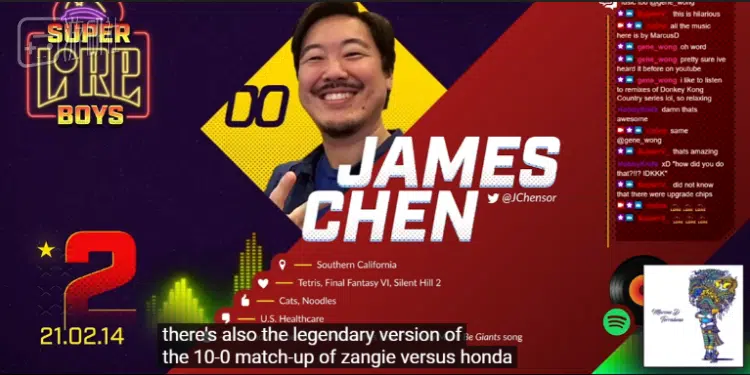 SUPER
LORE
BOYS
JAMES
CHEN
@JChensor
Southern California
Tetris, Final Fantasy VI, Silent Hill 2
Cats, Noodles
U.S. Healthcare
Be Giants song
2
21.02.14
there's also the legendary version of
the 10-0 match-up of zangie versus honda
music too @gene_wong
this is hilarious
all the music
here is by MarcusD
gene_wong oh word
gene_wong pretty sure ive
heard it before on youtube
gene_wong i like to listen
to remixes of Donkey Kong
Country series lol, so relaxing
damn thats
awesome
same
@gene_wong
thats amazing
xD "how did you do
that?!!? IDKKK"
did not know
that there were upgrade chips
Marcus D